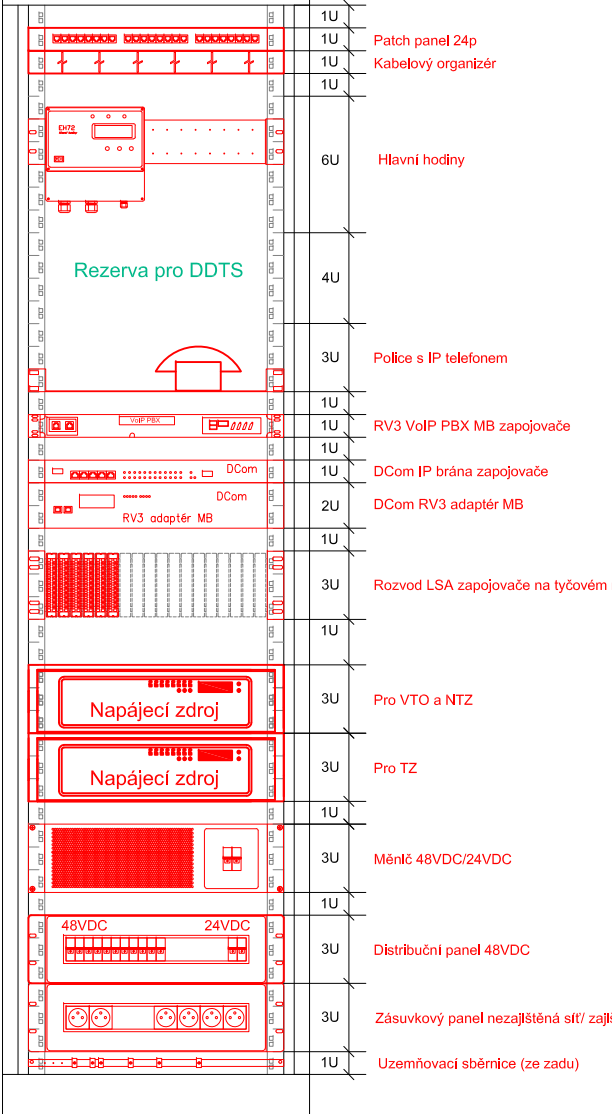 1U
1U Patch panel 24p
1U Kabelový organizér
1U
EH72
6U Hlavní hodiny
Rezerva pro DDTS
4U
3U Police s IP telefonem
1U
VoIP PBX
1U RV3 VoIP PBX MB zapojovače
1U
DCom
1U DCom IP brána zapojovače
DCom
2U DCom RV3 adaptér MB
RV3 adaptér MB
1U
3U Rozvod LSA zapojovače na tyčovém
1U
Napájecí zdroj
3U Pro VTO a NTZ
Napájecí zdroj
3U Pro TZ
1U
3U Měnič 48VDC/24VDC
1U
48VDC 24VDC
3U Distribuční panel 48VDC
3U Zásuvkový panel nezajištěná síť/
1U Uzemňovací sběrnice (ze zadu)